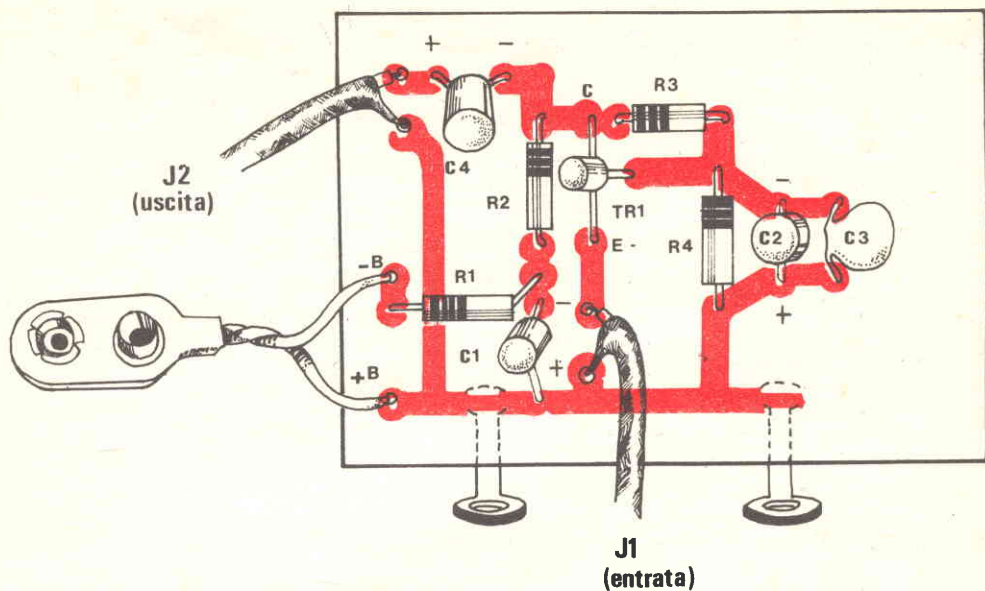 + -
C
R3
C4
J2
(uscita)
R2
TR1
-
C2
C3
E -
R4
-B
R1
-
+
C1
+
+B
J1
(entrata)